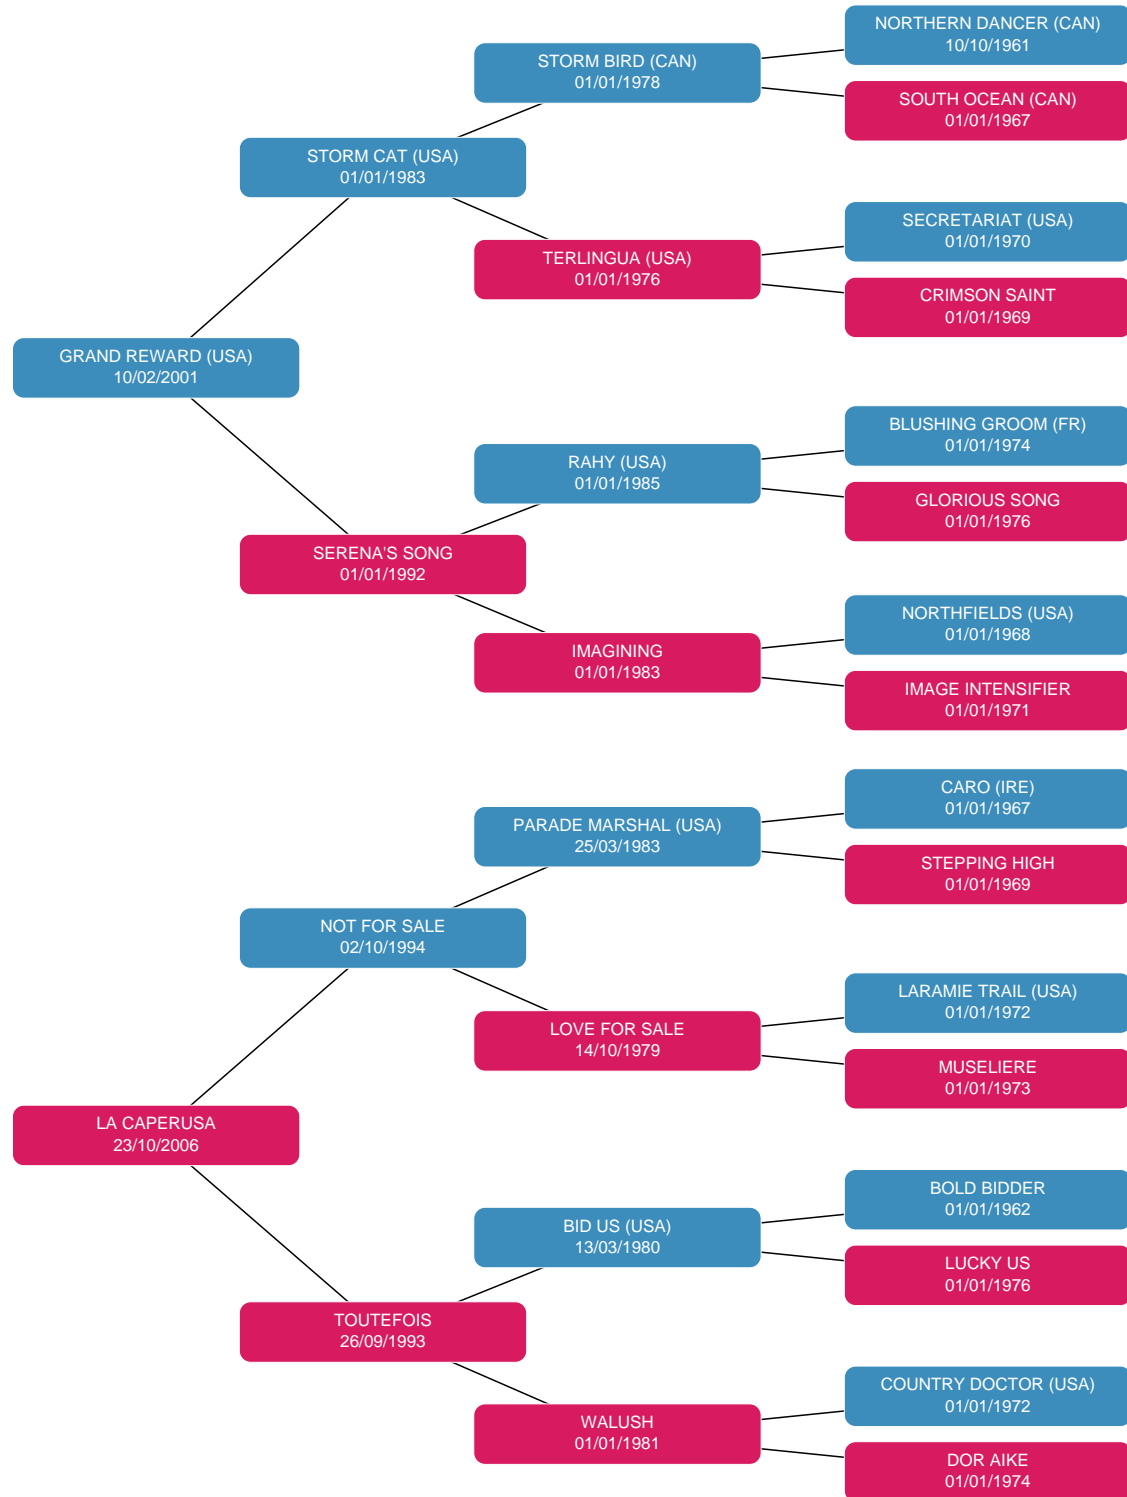 NORTHERN DANCER (CAN)
10/10/1961
STORM BIRD (CAN)
01/01/1978
SOUTH OCEAN (CAN)
01/01/1967
STORM CAT (USA)
01/01/1983
SECRETARIAT (USA)
01/01/1970
TERLINGUA (USA)
01/01/1976
CRIMSON SAINT
01/01/1969
GRAND REWARD (USA)
10/02/2001
BLUSHING GROOM (FR)
01/01/1974
RAHY (USA)
01/01/1985
GLORIOUS SONG
01/01/1976
SERENA'S SONG
01/01/1992
NORTHFIELDS (USA)
01/01/1968
IMAGINING
01/01/1983
IMAGE INTENSIFIER
01/01/1971
CARO (IRE)
01/01/1967
PARADE MARSHAL (USA)
25/03/1983
STEPPING HIGH
01/01/1969
NOT FOR SALE
02/10/1994
LARAMIE TRAIL (USA)
01/01/1972
LOVE FOR SALE
14/10/1979
MUSELIERE
01/01/1973
LA CAPERUSA
23/10/2006
BOLD BIDDER
01/01/1962
BID US (USA)
13/03/1980
LUCKY US
01/01/1976
TOUTEFOIS
26/09/1993
COUNTRY DOCTOR (USA)
01/01/1972
WALUSH
01/01/1981
DOR AIKE
01/01/1974